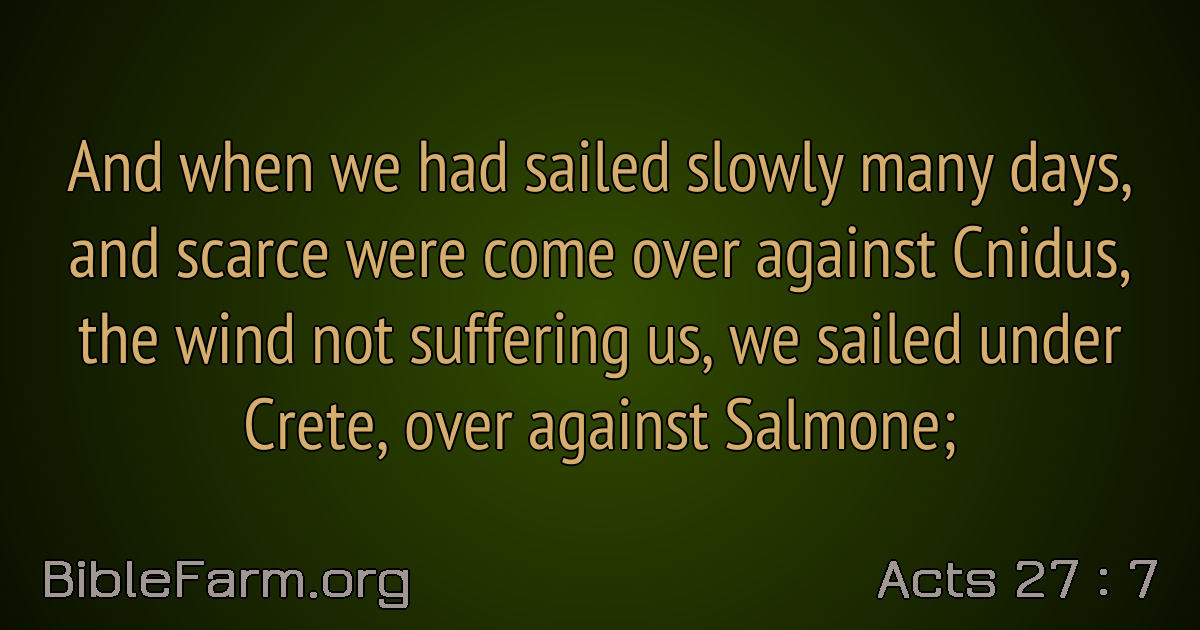 And when we had sailed slowly many days,
and scarce were come over against Cnidus,
the wind not suffering us, we sailed under
Crete, over against Salmone;
BibleFarm.org
Acts 27 : 7